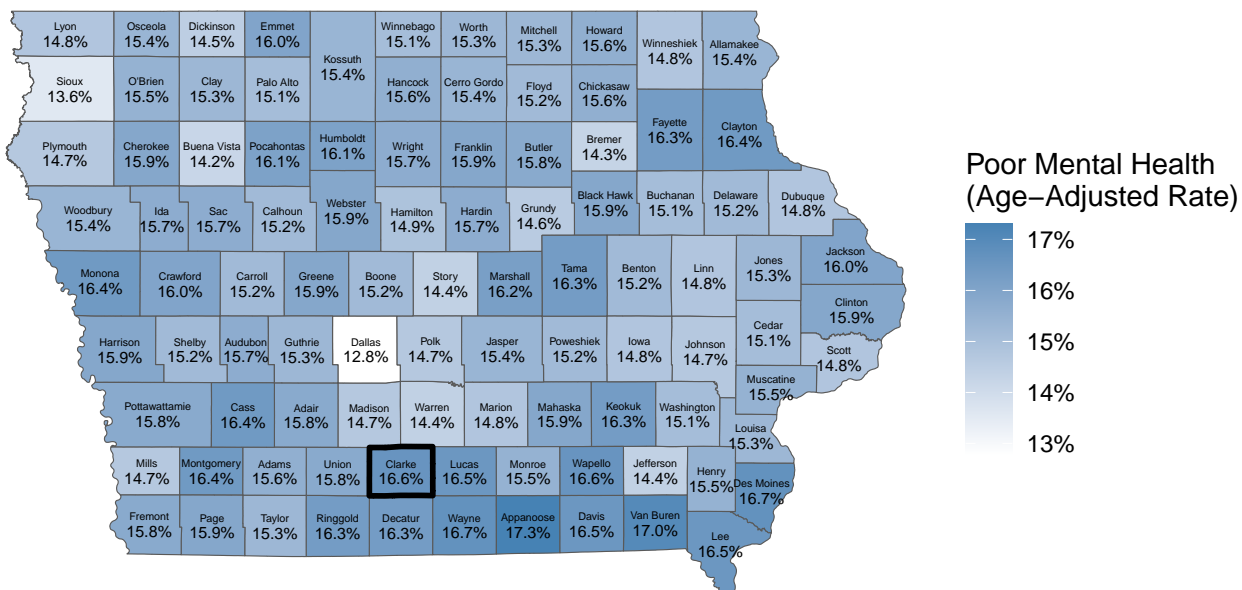 Lyon
14.8%
Osceola
15.4%
Dickinson
14.5%
Emmet
16.0%
Kossuth
15.4%
Winnebago
15.1%
Worth
15.3%
Mitchell
15.3%
Howard
15.6%
Winneshiek
14.8%
Allamakee
15.4%
Sioux
13.6%
O'Brien
15.5%
Clay
15.3%
Palo Alto
15.1%
Hancock
15.6%
Cerro Gordo
15.4%
Floyd
15.2%
Chickasaw
15.6%
Fayette
16.3%
Clayton
16.4%
Plymouth
14.7%
Cherokee
15.9%
Buena Vista
14.2%
Pocahontas
16.1%
Humboldt
16.1%
Wright
15.7%
Franklin
15.9%
Butler
15.8%
Bremer
14.3%
Woodbury
15.4%
Ida
15.7%
Sac
15.7%
Calhoun
15.2%
Webster
15.9%
Hamilton
14.9%
Hardin
15.7%
Grundy
14.6%
Black Hawk
15.9%
Buchanan
15.1%
Delaware
15.2%
Dubuque
14.8%
Monona
16.4%
Crawford
16.0%
Carroll
15.2%
Greene
15.9%
Boone
15.2%
Story
14.4%
Marshall
16.2%
Tama
16.3%
Benton
15.2%
Linn
14.8%
Jones
15.3%
Jackson
16.0%
Clinton
15.9%
Harrison
15.9%
Shelby
15.2%
Audubon
15.7%
Guthrie
15.3%
Dallas
12.8%
Polk
14.7%
Jasper
15.4%
Poweshiek
15.2%
Iowa
14.8%
Johnson
14.7%
Cedar
15.1%
Scott
14.8%
Muscatine
15.5%
Pottawattamie
15.8%
Cass
16.4%
Adair
15.8%
Madison
14.7%
Warren
14.4%
Marion
14.8%
Mahaska
15.9%
Keokuk
16.3%
Washington
15.1%
Louisa
15.3%
Mills
14.7%
Montgomery
16.4%
Adams
15.6%
Union
15.8%
Clarke
16.6%
Lucas
16.5%
Monroe
15.5%
Wapello
16.6%
Jefferson
14.4%
Henry
15.5%
Des Moines
16.7%
Fremont
15.8%
Page
15.9%
Taylor
15.3%
Ringgold
16.3%
Decatur
16.3%
Wayne
16.7%
Appanoose
17.3%
Davis
16.5%
Van Buren
17.0%
Lee
16.5%
Poor Mental Health
(Age−Adjusted Rate)
17%
16%
15%
14%
13%